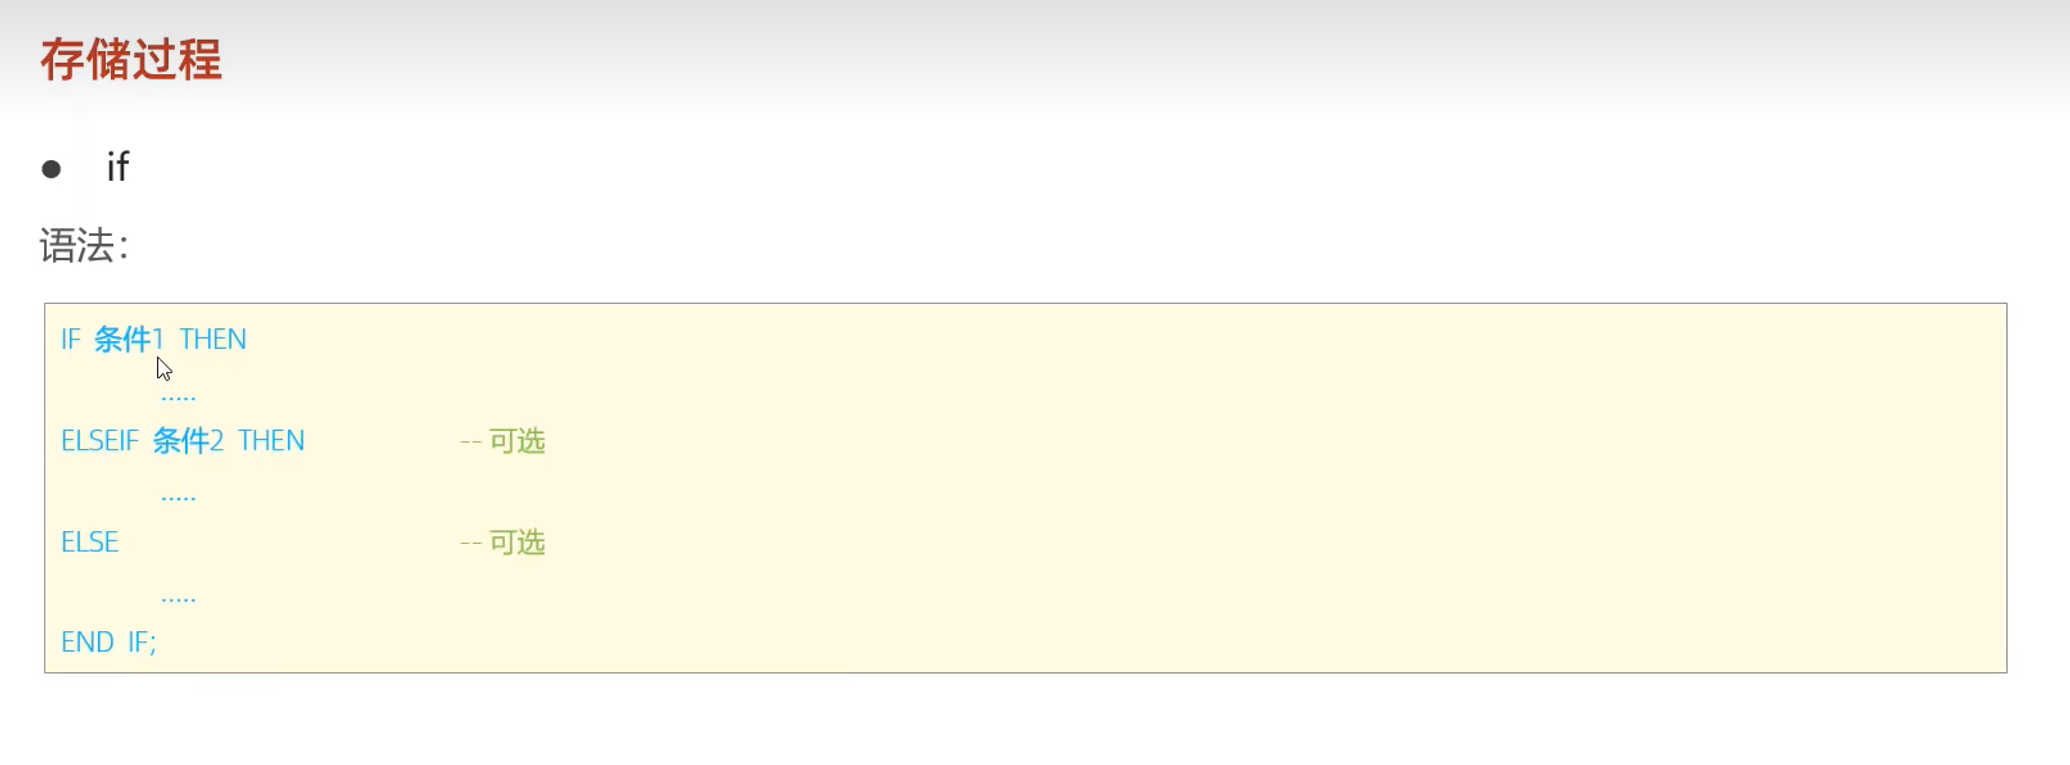 存储过程
● if
语法：
IF 条件1 THEN
.....
ELSEIF 条件2 THEN -- 可选
.....
ELSE -- 可选
.....
END IF;